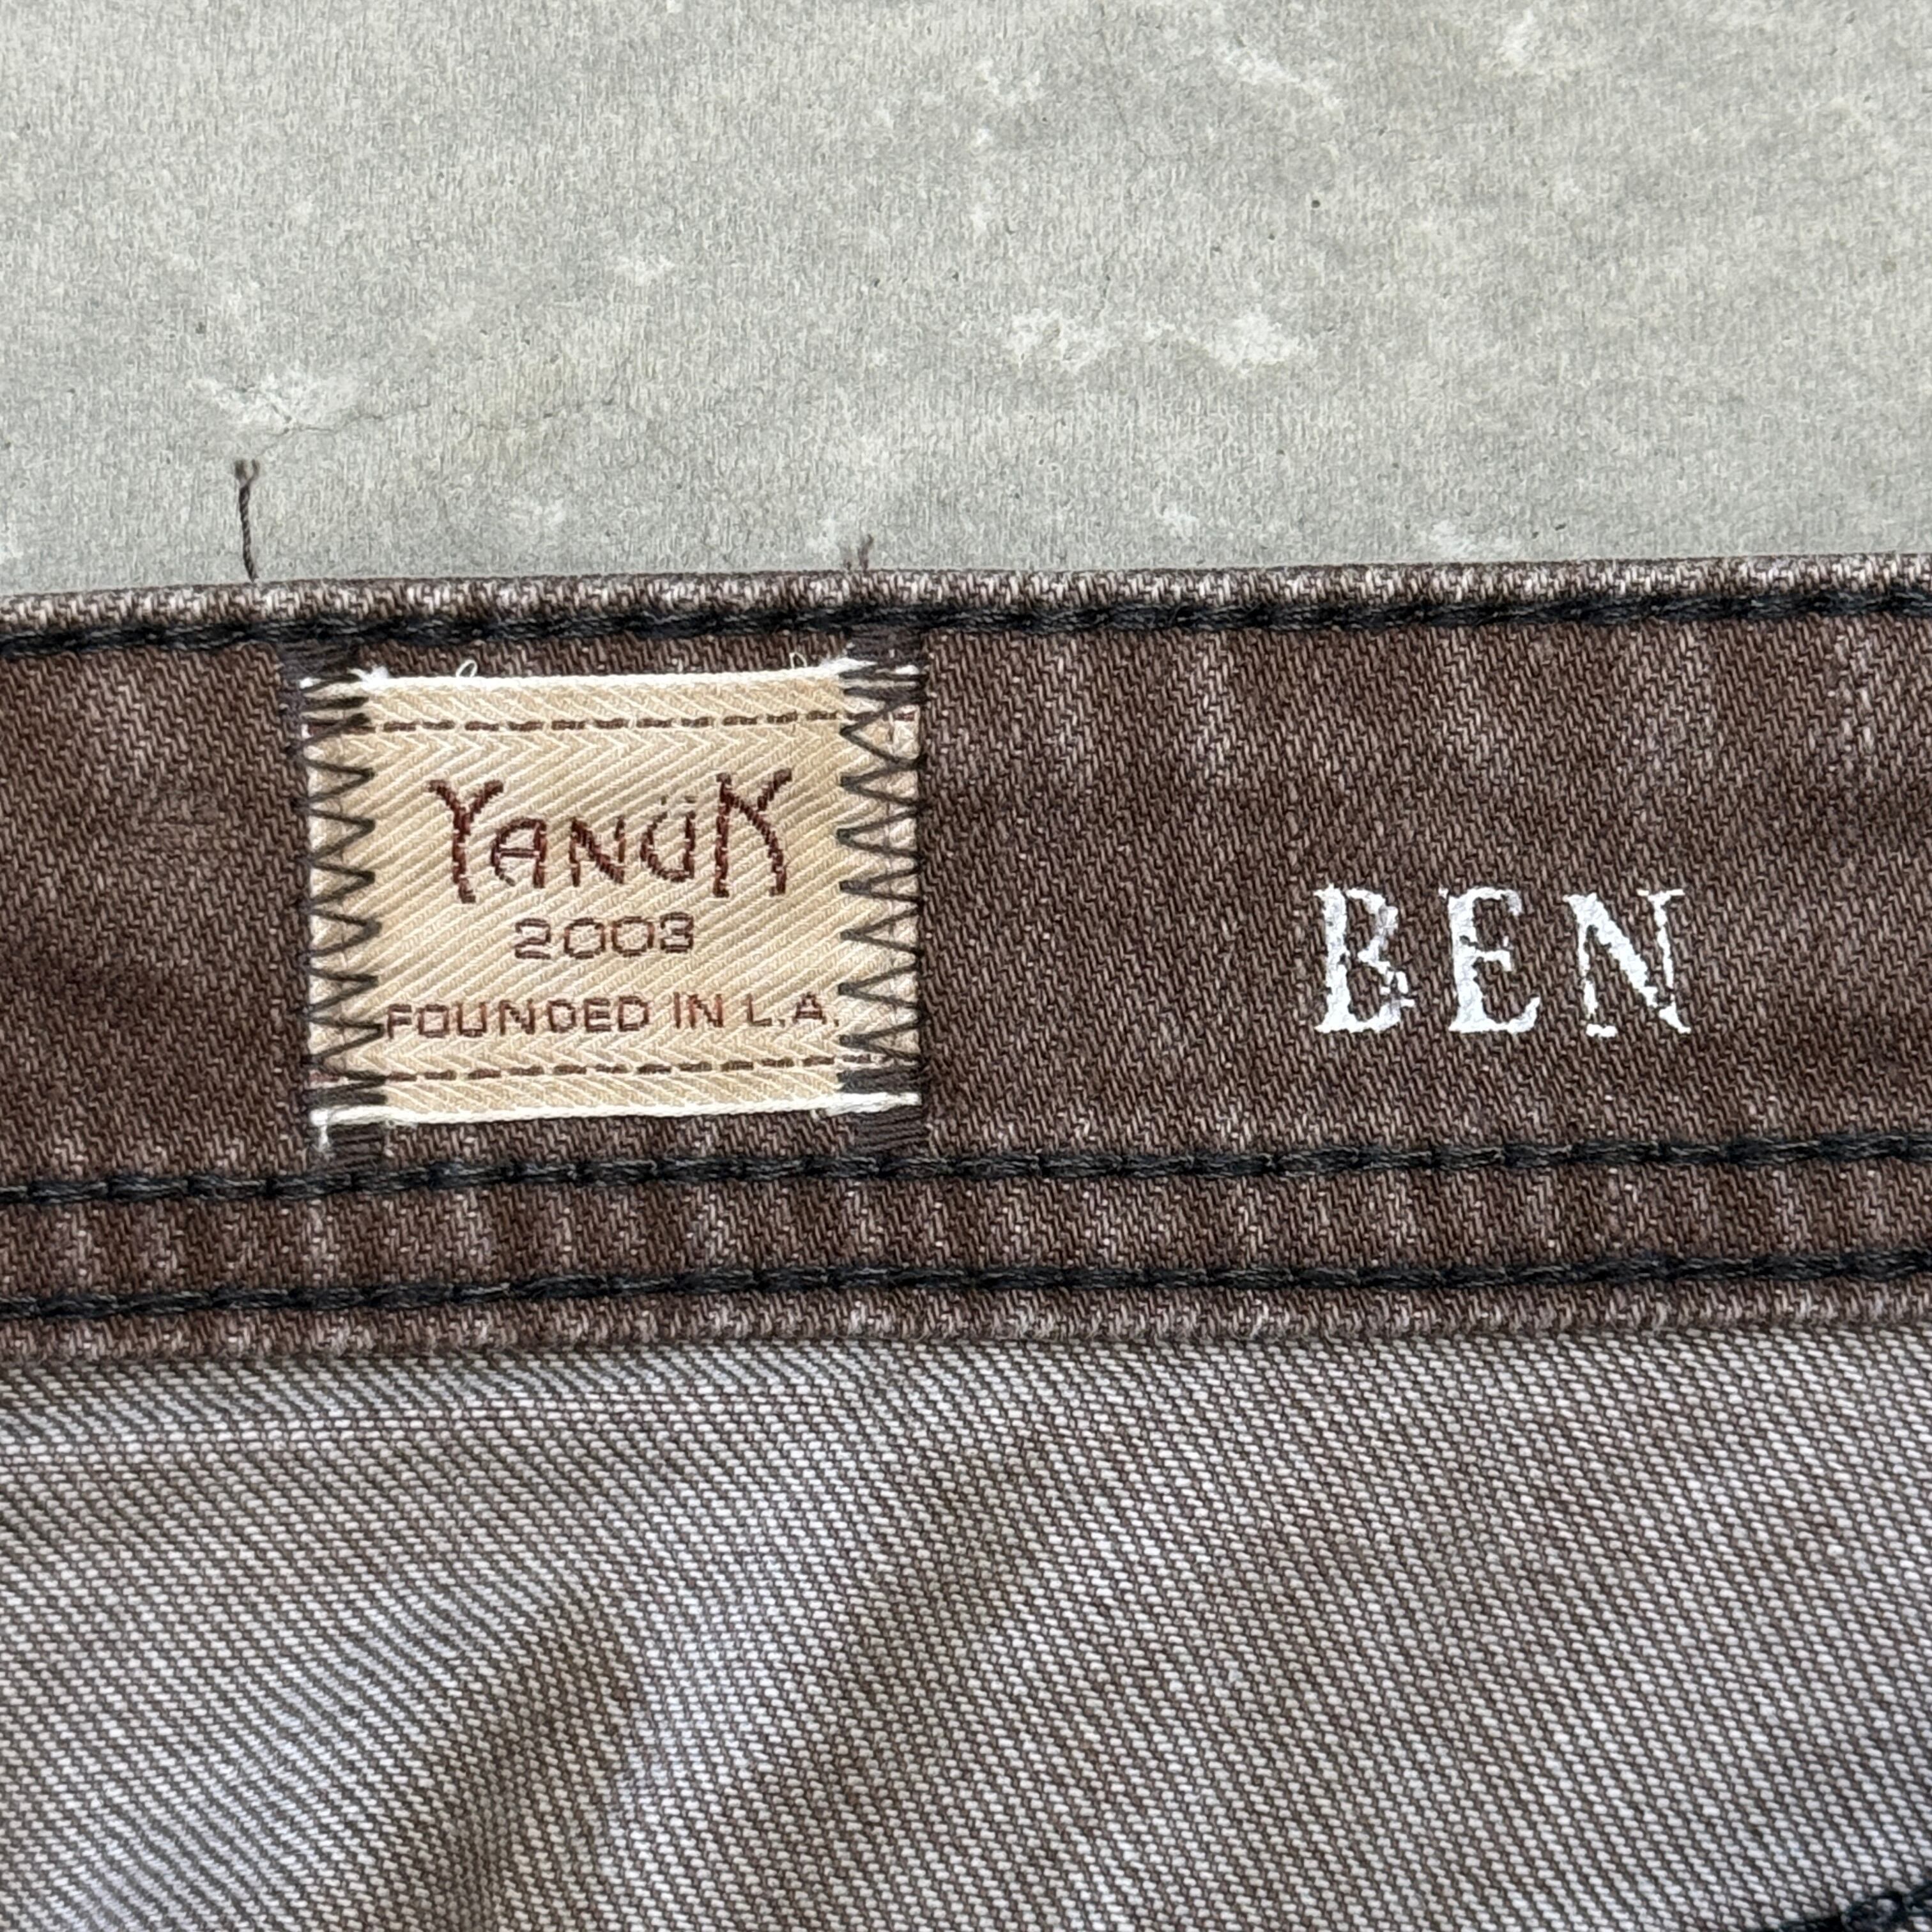 YANÜK
2003
FOUNDED IN L.A.
BEN